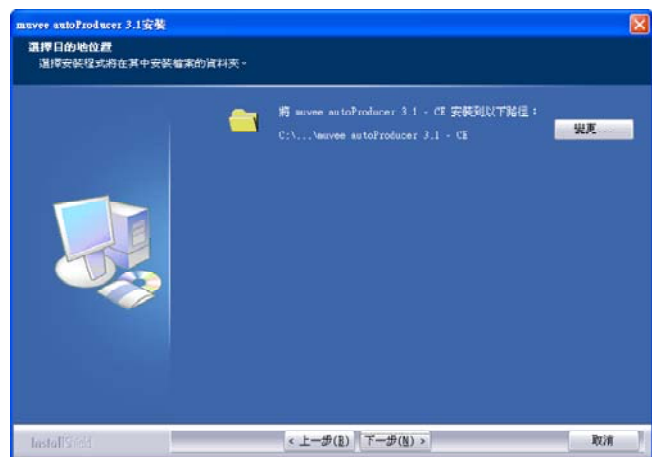 muvee autoProducer 3.1安裝
選擇目的地位置
選擇安裝程式將在其中安裝檔案的資料夾。
將 muvee autoProducer 3.1 - CE 安裝到以下路徑：
C:\...\muvee autoProducer 3.1 - CE
變更...
InstallShield
< 上一步(B)
下一步(N) >
取消